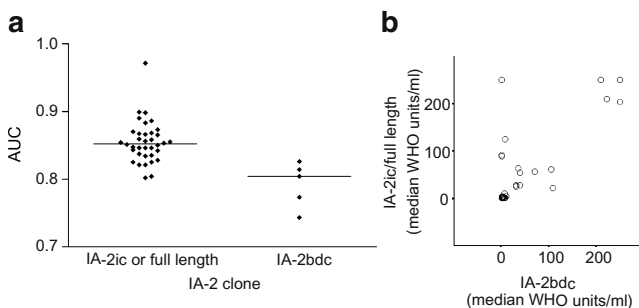 a
1.0
0.9
0.8
0.7
AUC
IA-2ic or full length
IA-2bdc
IA-2 clone
b
IA-2ic/full length
(median WHO units/ml)
200
100
0
0
100
200
IA-2bdc
(median WHO units/ml)